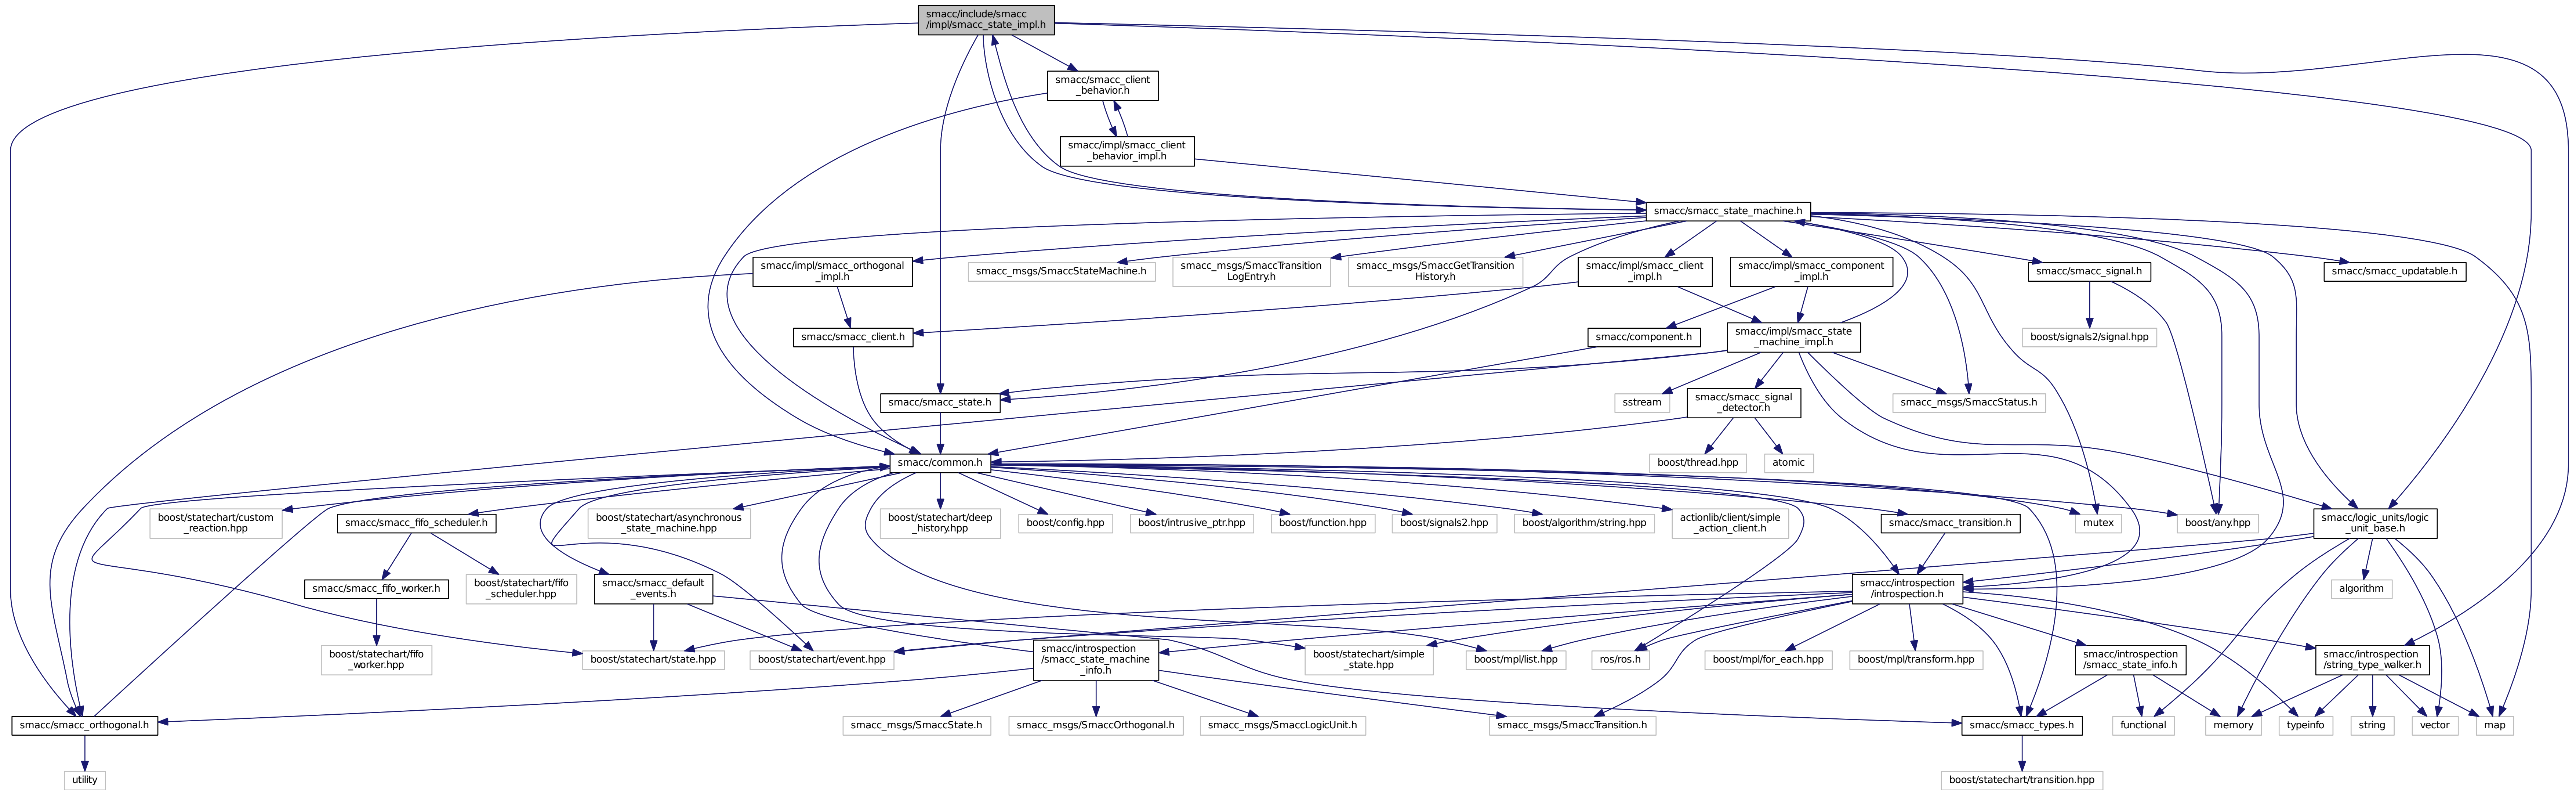 smacc/include/smacc
/impl/smacc_state_impl.h
smacc/smacc_client
_behavior.h
smacc/impl/smacc_client
_behavior_impl.h
smacc/smacc_state_machine.h
smacc/impl/smacc_orthogonal
_impl.h
smacc_msgs/SmaccStateMachine.h
smacc_msgs/SmaccTransition
LogEntry.h
smacc_msgs/SmaccGetTransition
History.h
smacc/impl/smacc_client
_impl.h
smacc/impl/smacc_component
_impl.h
smacc/smacc_signal.h
smacc/smacc_updatable.h
smacc/smacc_client.h
smacc/component.h
smacc/impl/smacc_state
_machine_impl.h
boost/signals2/signal.hpp
smacc/smacc_state.h
sstream
smacc/smacc_signal
_detector.h
smacc_msgs/SmaccStatus.h
smacc/common.h
boost/thread.hpp
atomic
boost/statechart/custom
_reaction.hpp
smacc/smacc_fifo_scheduler.h
boost/statechart/asynchronous
_state_machine.hpp
boost/statechart/deep
_history.hpp
boost/config.hpp
boost/intrusive_ptr.hpp
boost/function.hpp
boost/signals2.hpp
boost/algorithm/string.hpp
actionlib/client/simple
_action_client.h
smacc/smacc_transition.h
mutex
boost/any.hpp
smacc/logic_units/logic
_unit_base.h
smacc/smacc_fifo_worker.h
boost/statechart/fifo
_scheduler.hpp
smacc/smacc_default
_events.h
smacc/introspection
/introspection.h
algorithm
boost/statechart/fifo
_worker.hpp
boost/statechart/state.hpp
boost/statechart/event.hpp
smacc/introspection
/smacc_state_machine
_info.h
boost/statechart/simple
_state.hpp
boost/mpl/list.hpp
ros/ros.h
boost/mpl/for_each.hpp
boost/mpl/transform.hpp
smacc/introspection
/smacc_state_info.h
smacc/introspection
/string_type_walker.h
smacc/smacc_orthogonal.h
smacc_msgs/SmaccState.h
smacc_msgs/SmaccOrthogonal.h
smacc_msgs/SmaccLogicUnit.h
smacc_msgs/SmaccTransition.h
smacc/smacc_types.h
functional
memory
typeinfo
string
vector
map
utility
boost/statechart/transition.hpp